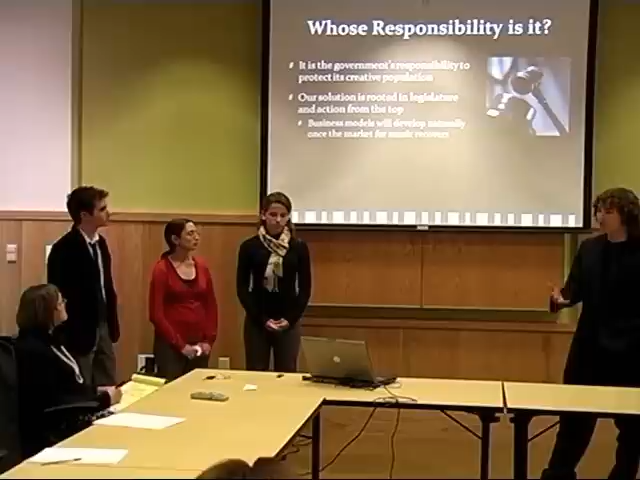 Whose Responsibility is it?
It is the government's responsibility to
protect its creative population
Our solution is rooted in legislature
and action from the top
Business models will develop naturally
once the market for music recovers